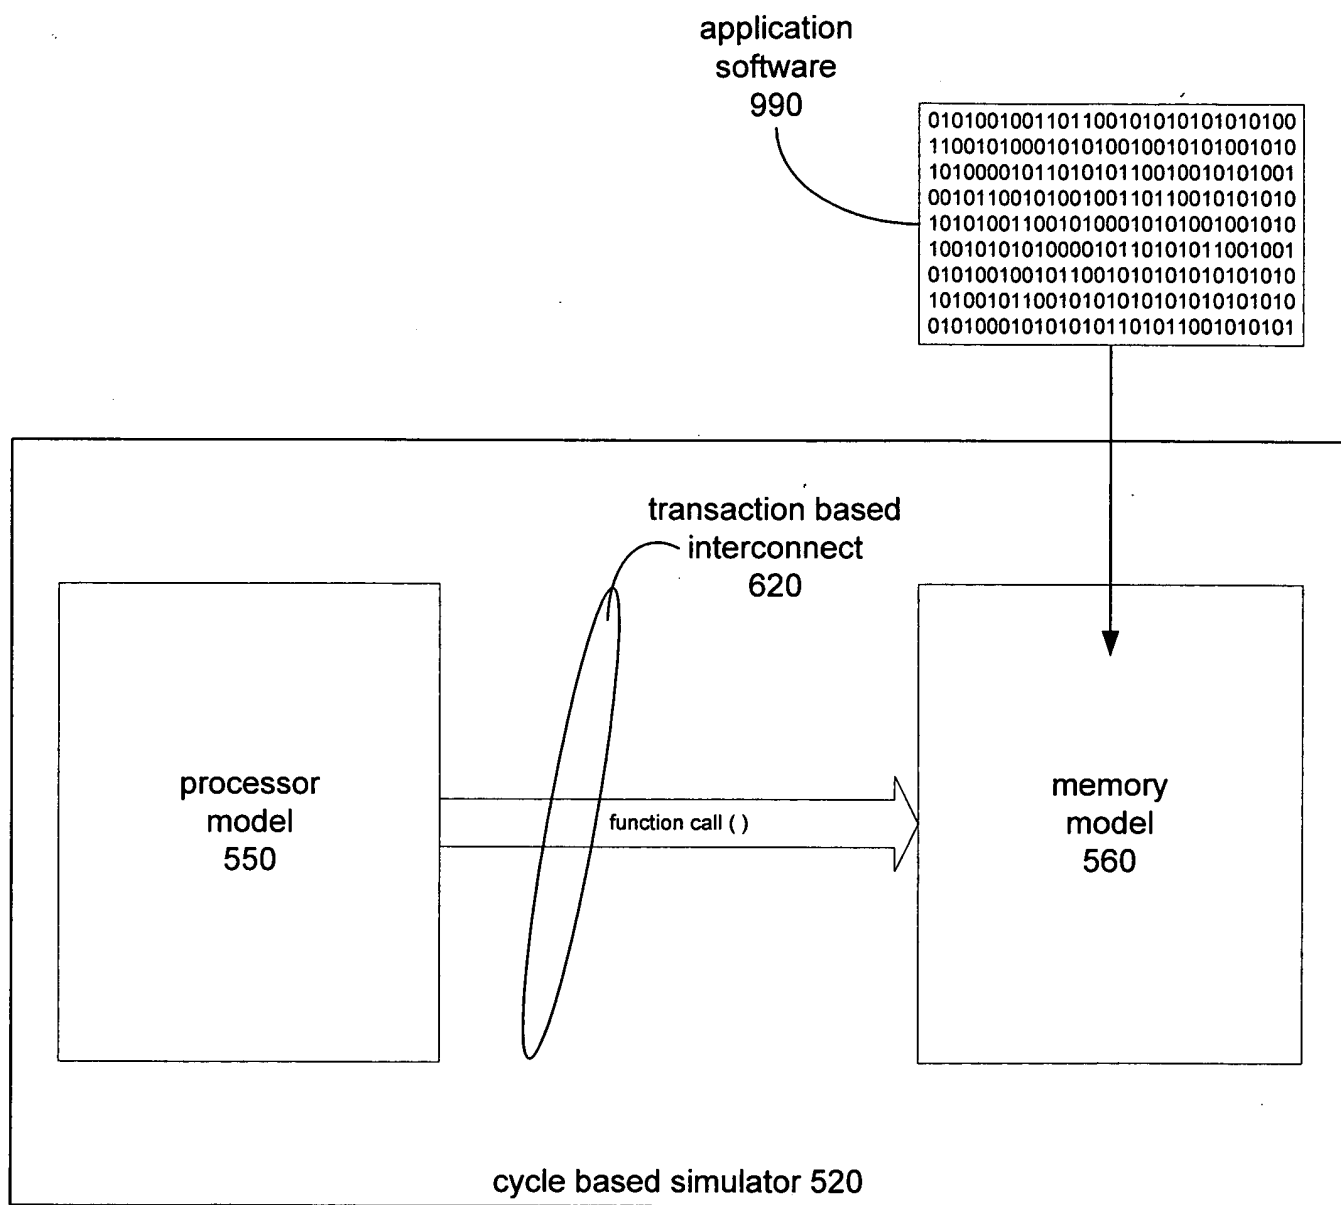 application
software
990
0101001001101100101010101010100
1100101000101010010010101001010
1010000101101010110010010101001
0010110010100100110110010101010
1010100110010100010101001001010
1001010101000010110101011001001
0101001001011001010101010101010
1010010110010101010101010101010
0101000101010101101011001010101
transaction based
interconnect
620
processor
model
550
function call ( )
memory
model
560
cycle based simulator 520